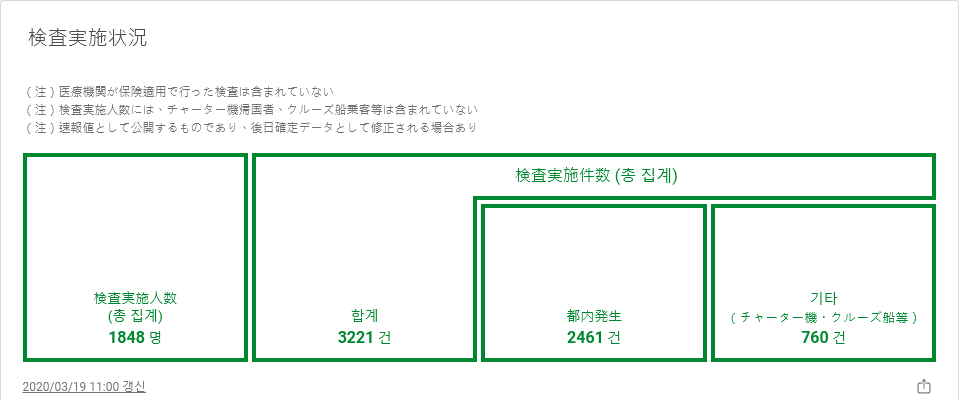 検査実施状況
（注）医療機関が保険適用で行った検査は含まれていない
（注）検査実施人数には、チャーター機帰国者、クルーズ船乗客等は含まれていない
（注）速報値として公開するものであり、後日確定データとして修正される場合あり
検査実施件数 (총 집계)
検査実施人数
(총 집계)
1848 명
합계
3221 건
都内発生
2461 건
기타
（チャーター機・クルーズ船等）
760 건
2020/03/19 11:00 갱신